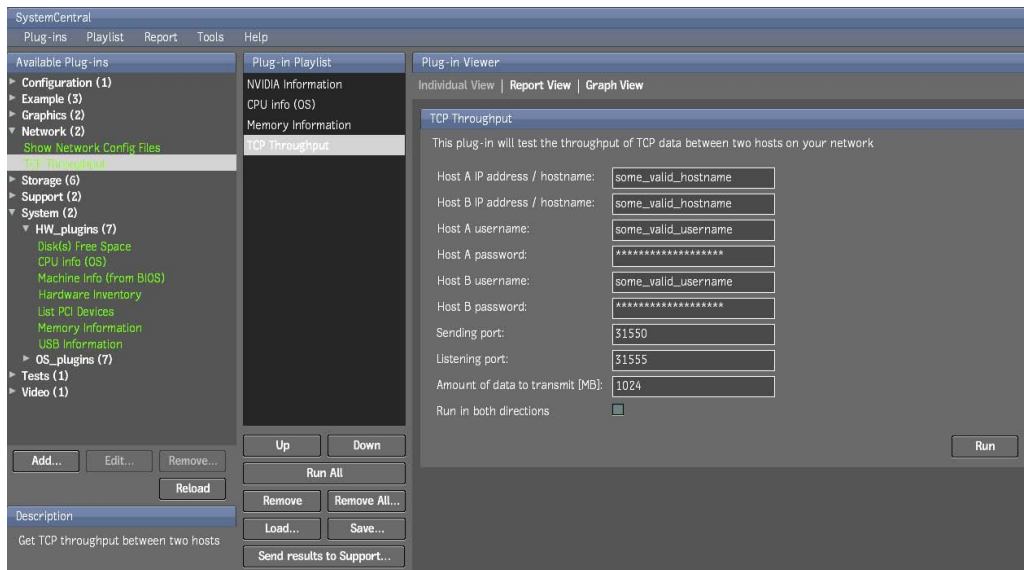 SystemCentral
Plug-ins Playlist Report Tools Help
Available Plug-ins
Configuration (1)
Example (3)
Graphics (2)
Network (2)
Show Network Config Files
TCP Throughput
Storage (6)
Support (2)
System (2)
HW_plugins (7)
Disk(s) Free Space
CPU info (OS)
Machine Info (from BIOS)
Hardware Inventory
List PCI Devices
Memory Information
USB Information
OS_plugins (7)
Tests (1)
Video (1)
Add... Edit... Remove...
Reload
Description
Get TCP throughput between two hosts
Plug-in Playlist
NVIDIA Information
CPU info (OS)
Memory Information
TCP Throughput
Up Down
Run All
Remove Remove All...
Load... Save...
Send results to Support...
Plug-in Viewer
Individual View | Report View | Graph View
TCP Throughput
This plug-in will test the throughput of TCP data between two hosts on your network
Host A IP address / hostname: some_valid_hostname
Host B IP address / hostname: some_valid_hostname
Host A username: some_valid_username
Host A password: *******************
Host B username: some_valid_username
Host B password: *******************
Sending port: 31550
Listening port: 31555
Amount of data to transmit [MB]: 1024
Run in both directions
Run